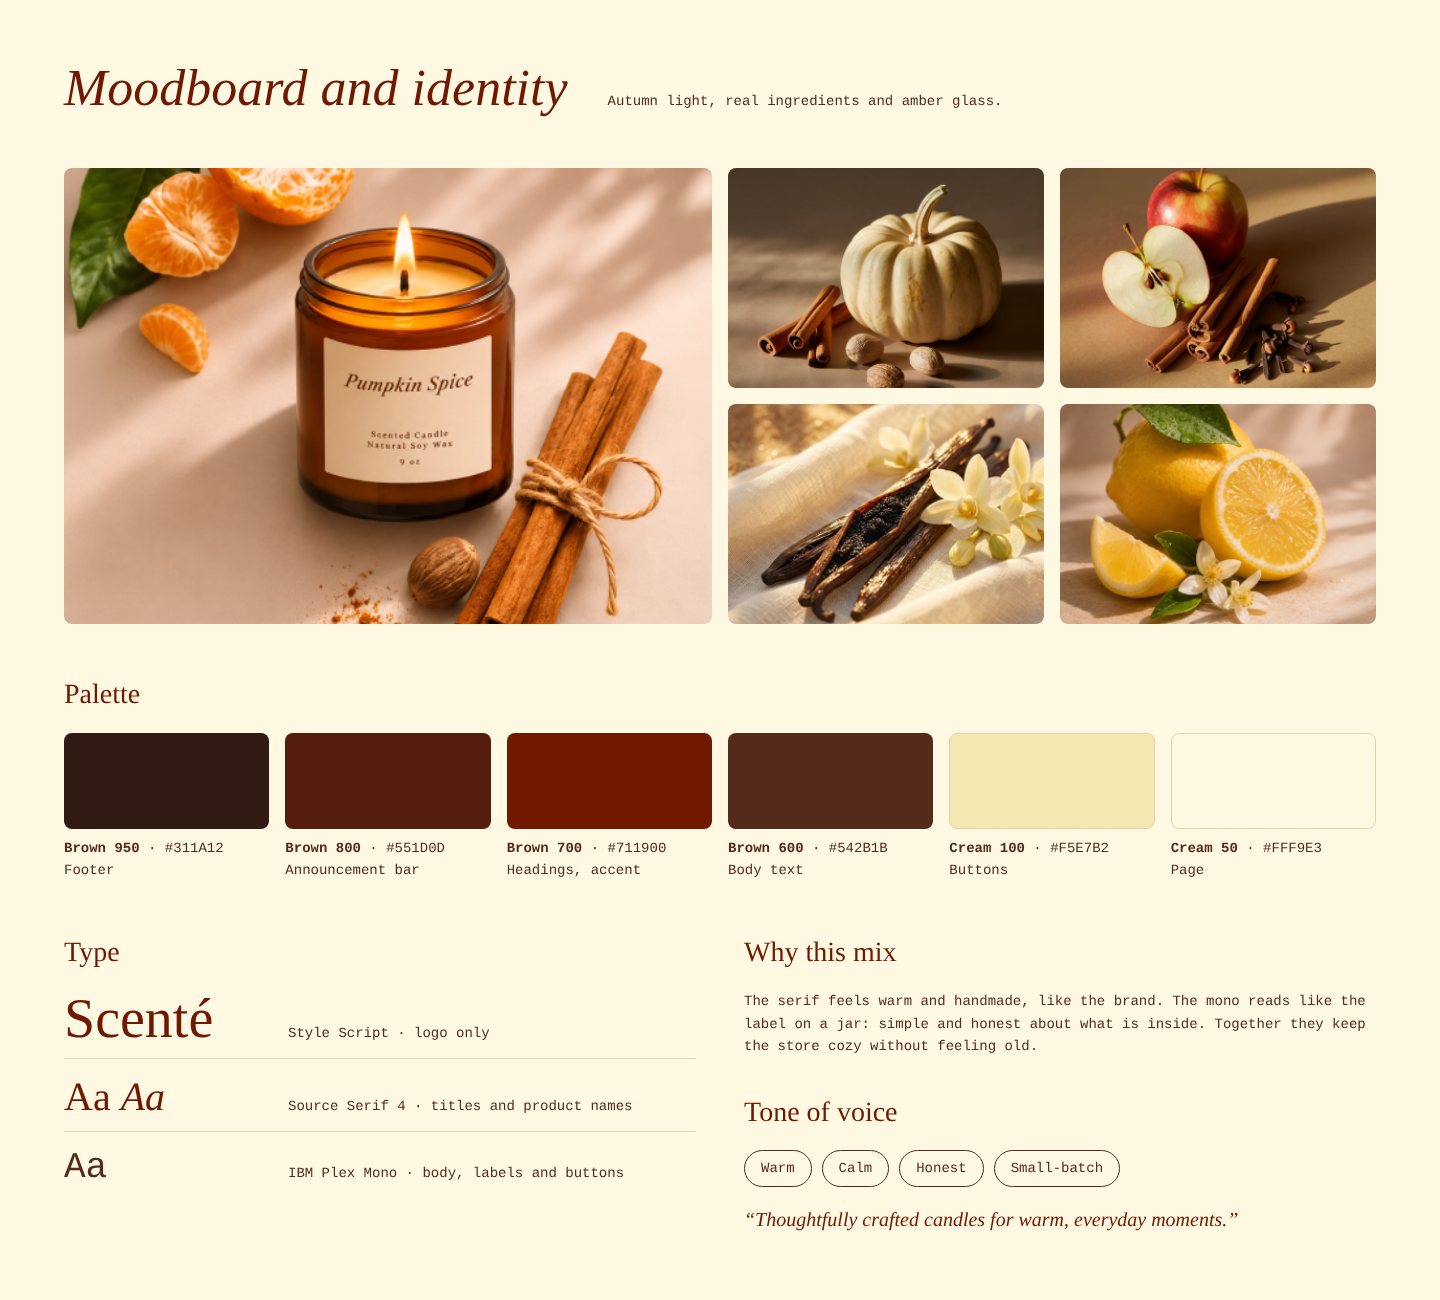 Moodboard and identity
Autumn light, real ingredients and amber glass.
Pumpkin Spice
Scented Candle
Natural Soy Wax
9 oz
Palette
Brown 950 · #311A12
Footer
Brown 800 · #551D0D
Announcement bar
Brown 700 · #711900
Headings, accent
Brown 600 · #542B1B
Body text
Cream 100 · #F5E7B2
Buttons
Cream 50 · #FFF9E3
Page
Type
Scenté
Style Script · logo only
Aa Aa
Source Serif 4 · titles and product names
Aa
IBM Plex Mono · body, labels and buttons
Why this mix
The serif feels warm and handmade, like the brand. The mono reads like the
label on a jar: simple and honest about what is inside. Together they keep
the store cozy without feeling old.
Tone of voice
Warm
Calm
Honest
Small-batch
“Thoughtfully crafted candles for warm, everyday moments.”